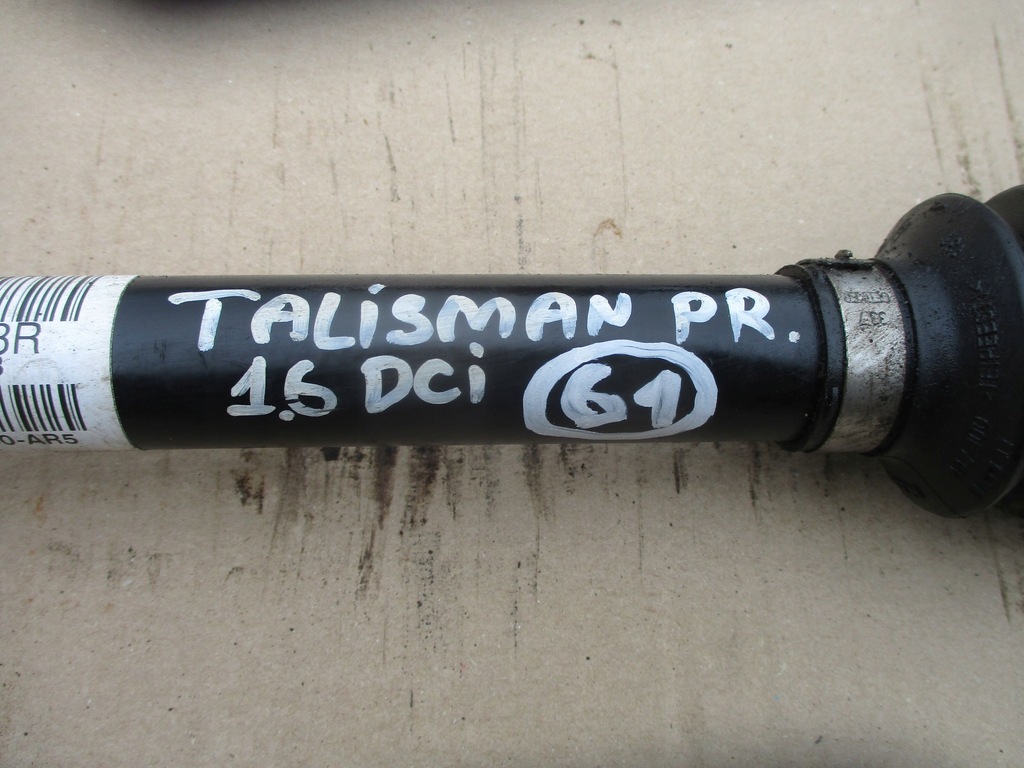 TALISMAN PR.
1.6 DCi 61
3R
0-AR5